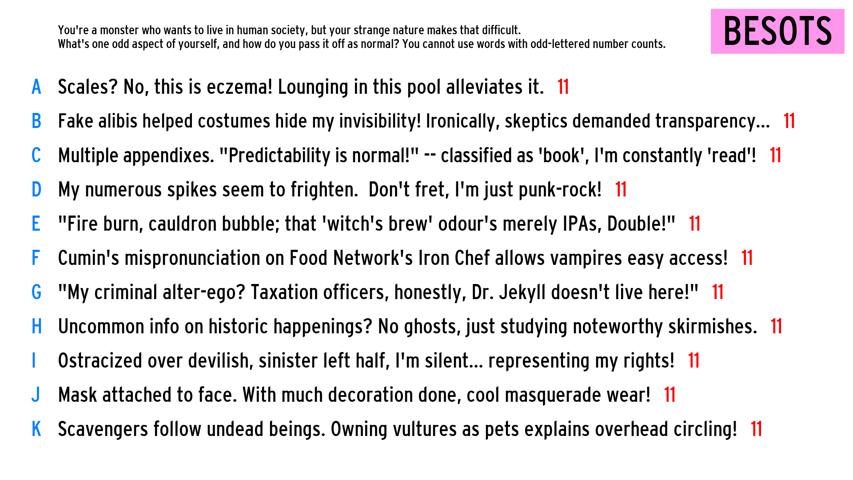 You're a monster who wants to live in human society, but your strange nature makes that difficult.
What's one odd aspect of yourself, and how do you pass it off as normal? You cannot use words with odd-lettered number counts.
BESOTS
A Scales? No, this is eczema! Lounging in this pool alleviates it. 11
B Fake alibis helped costumes hide my invisibility! Ironically, skeptics demanded transparency... 11
C Multiple appendixes. "Predictability is normal!" -- classified as 'book', I'm constantly 'read'! 11
D My numerous spikes seem to frighten. Don't fret, I'm just punk-rock! 11
E "Fire burn, cauldron bubble; that 'witch's brew' odour's merely IPAs, Double!" 11
F Cumin's mispronunciation on Food Network's Iron Chef allows vampires easy access! 11
G "My criminal alter-ego? Taxation officers, honestly, Dr. Jekyll doesn't live here!" 11
H Uncommon info on historic happenings? No ghosts, just studying noteworthy skirmishes. 11
I Ostracized over devilish, sinister left half, I'm silent... representing my rights! 11
J Mask attached to face. With much decoration done, cool masquerade wear! 11
K Scavengers follow undead beings. Owning vultures as pets explains overhead circling! 11